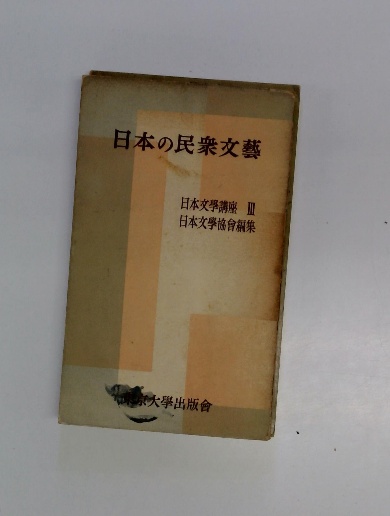 日本の民衆文藝
日本文學講座 Ⅲ
日本文學協會編集
東京大學出版會